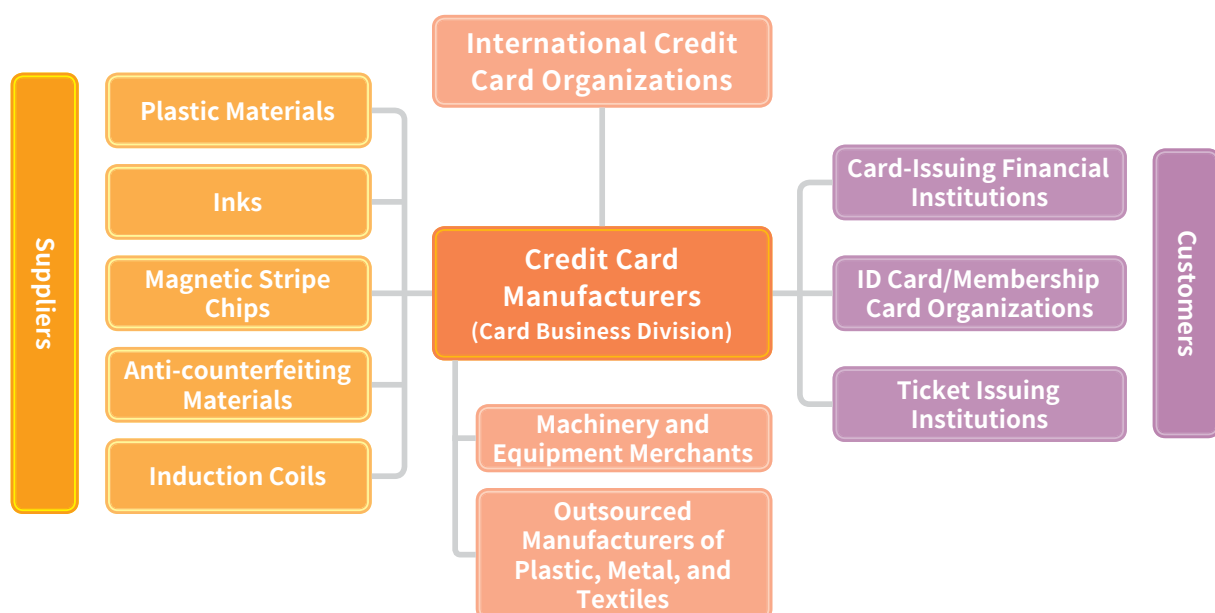 International Credit
Card Organizations
Suppliers
Plastic Materials
Inks
Magnetic Stripe
Chips
Anti-counterfeiting
Materials
Induction Coils
Credit Card
Manufacturers
(Card Business Division)
Machinery and
Equipment Merchants
Outsourced
Manufacturers of
Plastic, Metal, and
Textiles
Card-Issuing Financial
Institutions
ID Card/Membership
Card Organizations
Ticket Issuing
Institutions
Customers